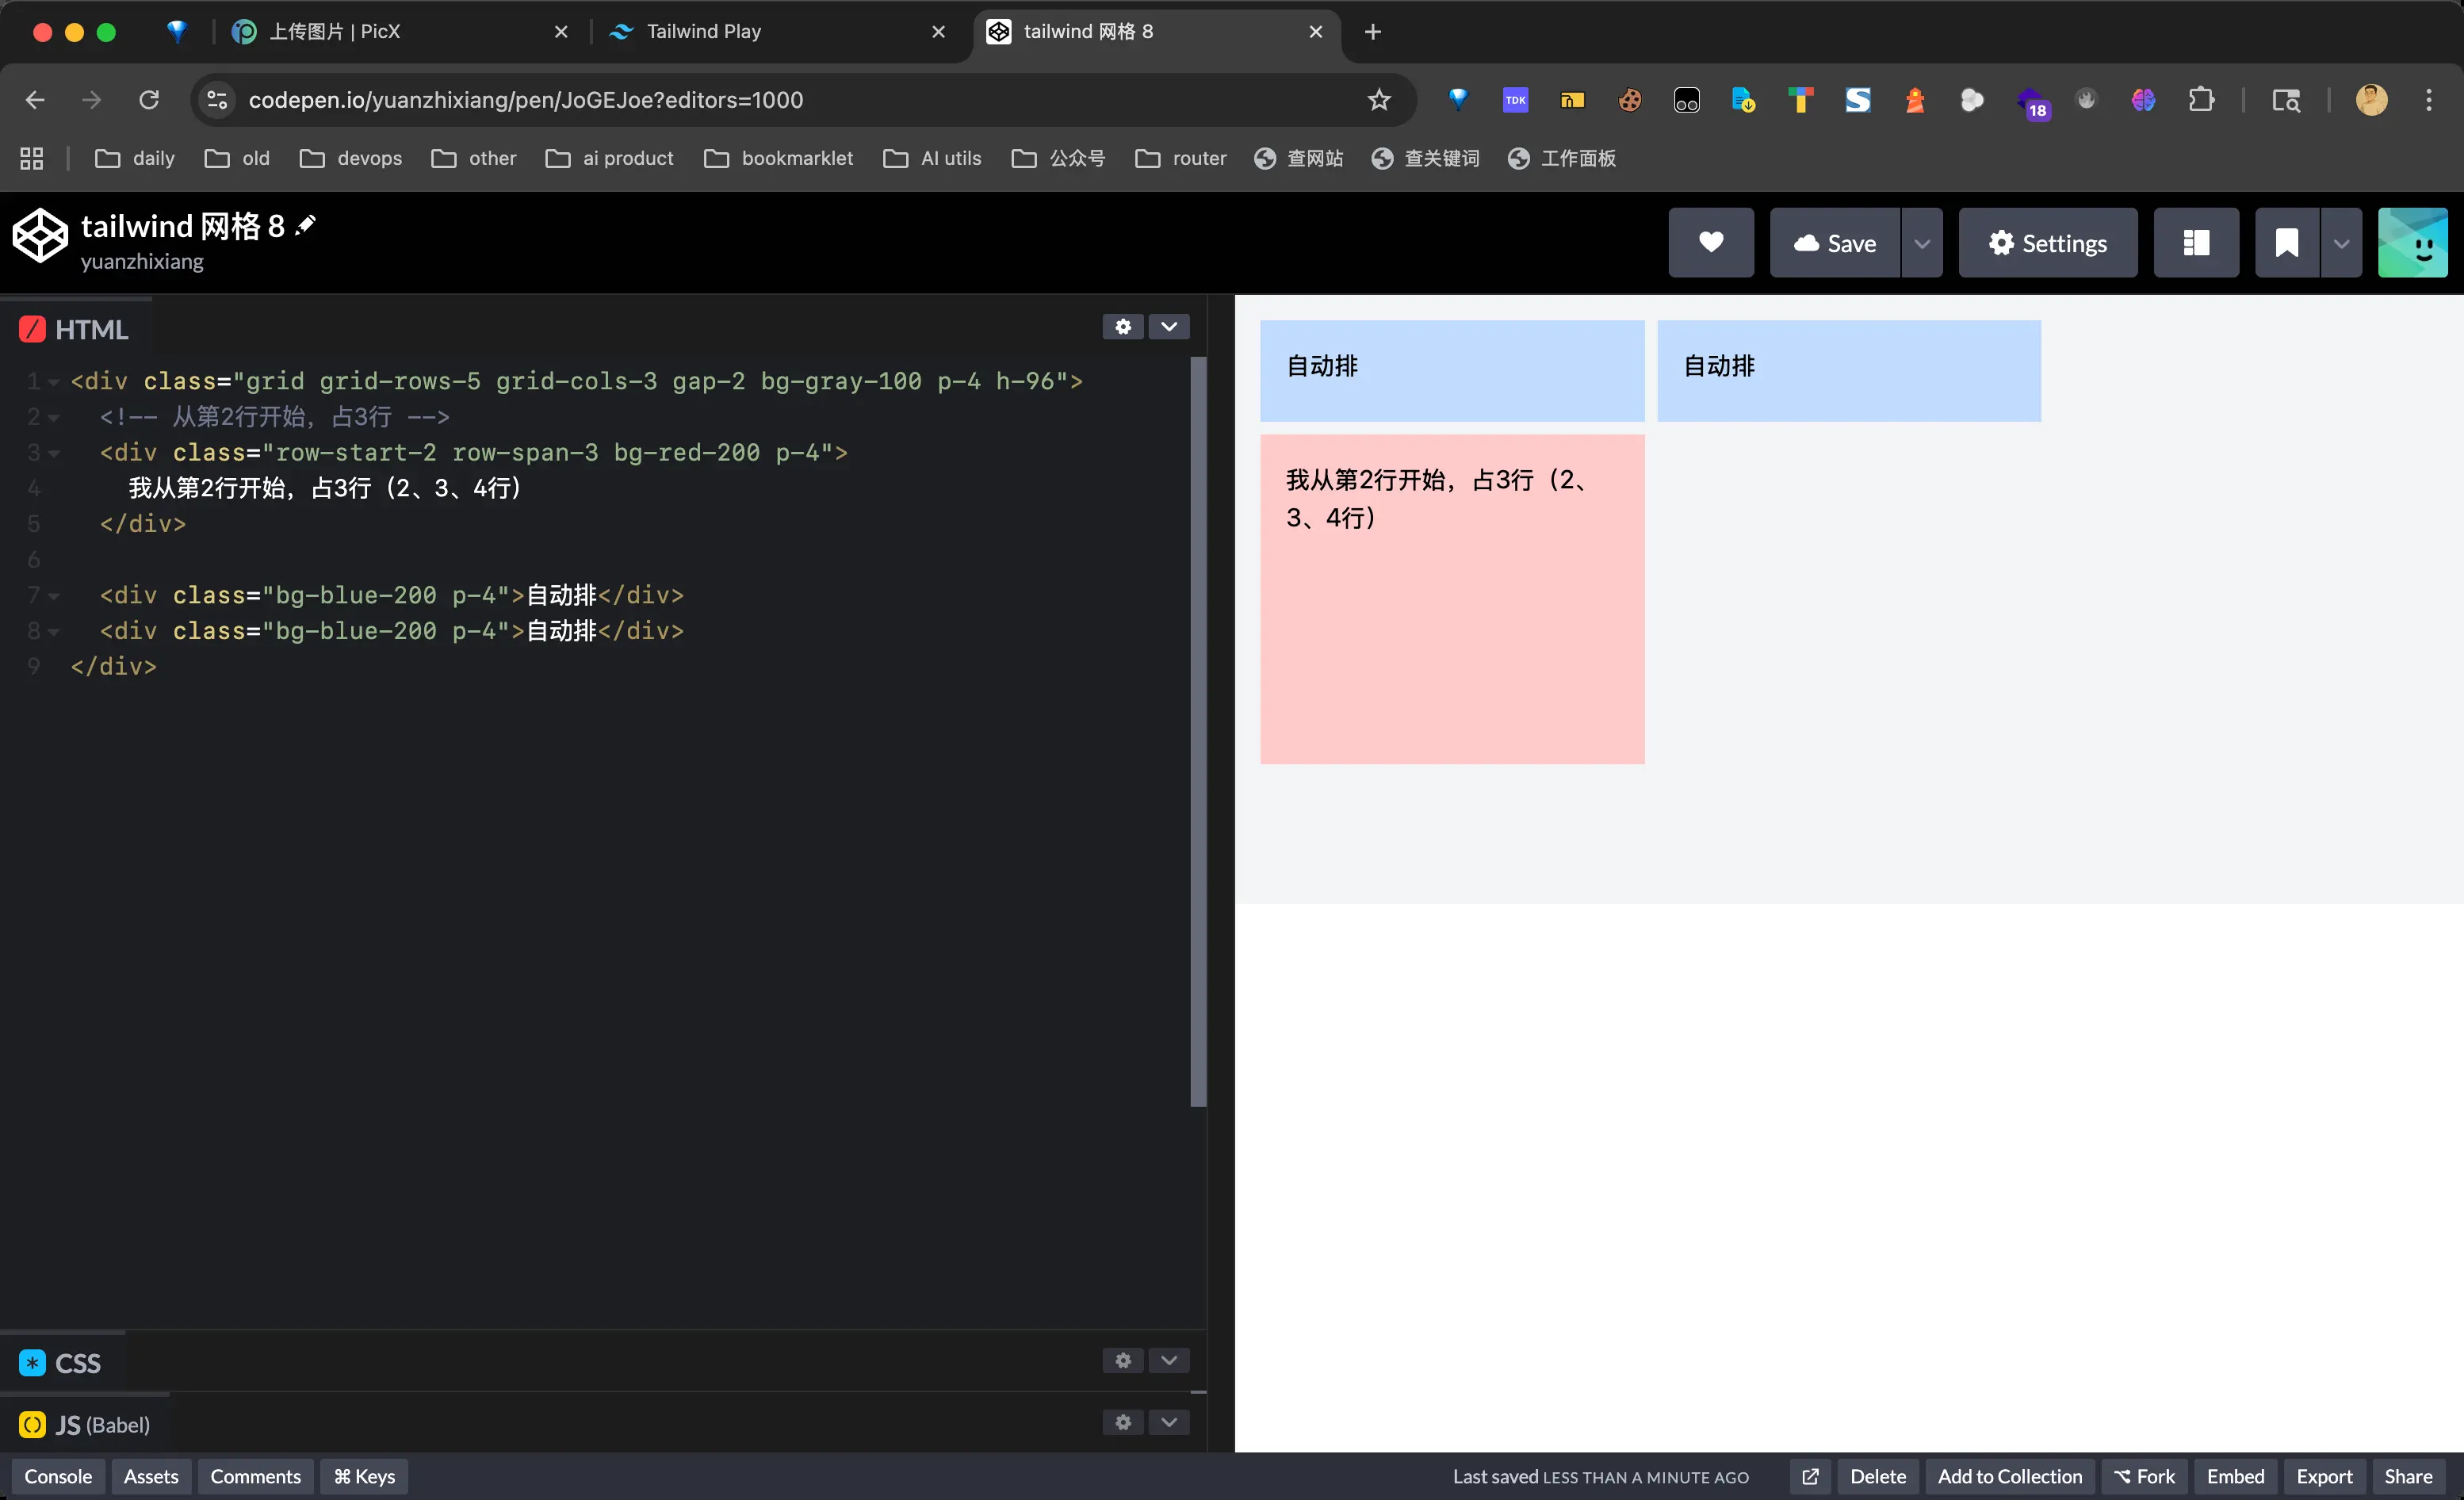 上传图片 | PicX
Tailwind Play
tailwind 网格 8
codepen.io/yuanzhixiang/pen/JoGEJoe?editors=1000
TDK
18
daily
old
devops
other
ai product
bookmarklet
AI utils
公众号
router
查网站
查关键词
工作面板
tailwind 网格 8
yuanzhixiang
Save
Settings
HTML
1 <div class="grid grid-rows-5 grid-cols-3 gap-2 bg-gray-100 p-4 h-96">
2 <!-- 从第2行开始，占3行 -->
3 <div class="row-start-2 row-span-3 bg-red-200 p-4">
4 我从第2行开始，占3行（2、3、4行）
5 </div>
6
7 <div class="bg-blue-200 p-4">自动排</div>
8 <div class="bg-blue-200 p-4">自动排</div>
9 </div>
自动排
自动排
我从第2行开始，占3行（2、
3、4行）
CSS
JS (Babel)
Console
Assets
Comments
⌘ Keys
Last saved LESS THAN A MINUTE AGO
Delete
Add to Collection
Fork
Embed
Export
Share